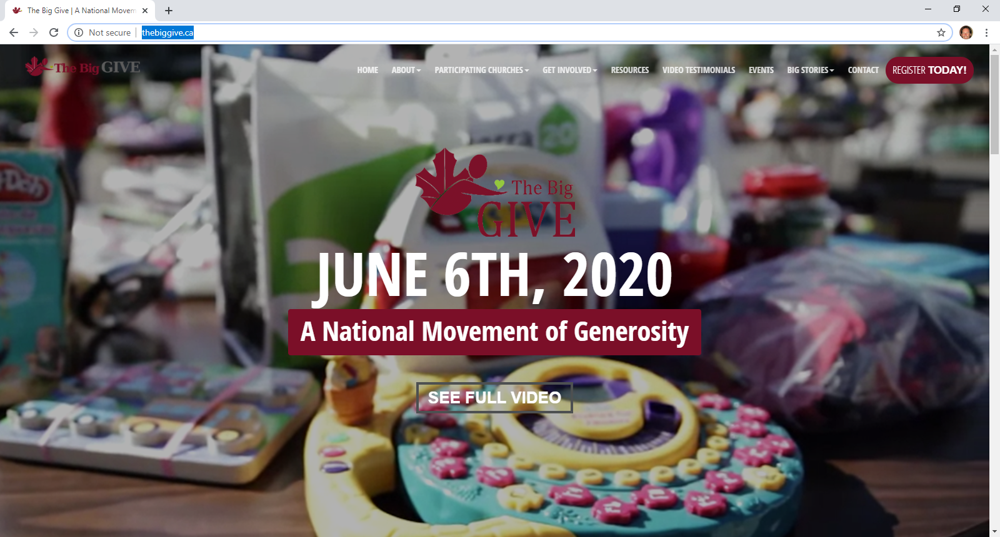 The Big Give | A National Movem
Not secure
thebiggive.ca
The Big GIVE
HOME ABOUT PARTICIPATING CHURCHES GET INVOLVED RESOURCES VIDEO TESTIMONIALS EVENTS BIG STORIES CONTACT REGISTER TODAY!
20
The Big
GIVE
JUNE 6TH, 2020
A National Movement of Generosity
SEE FULL VIDEO